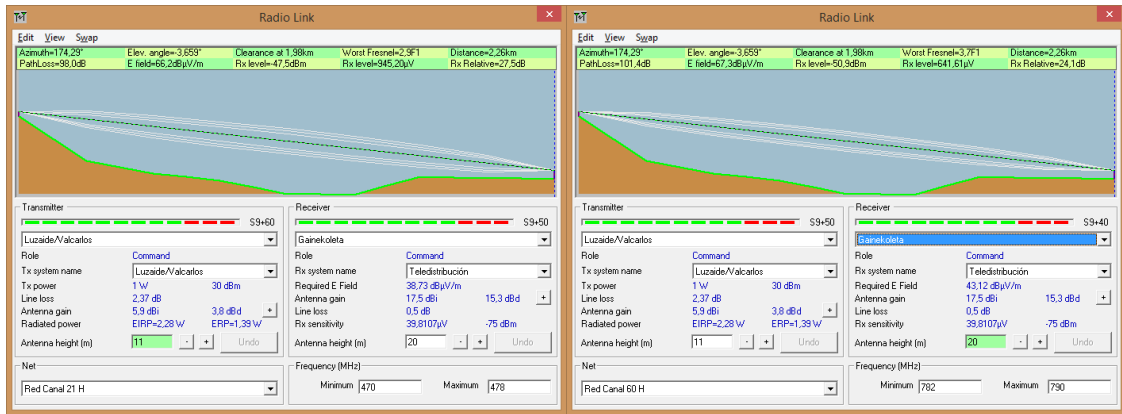 Radio Link
Edit View Swap
Azimuth=174,29° Elev. angle=-3,659° Clearance at 1,98km Worst Fresnel=2,9F1 Distance=2,26km
PathLoss=98,0dB E field=66,2dBµV/m Rx level=-47,5dBm Rx level=945,20µV Rx Relative=27,5dB
Transmitter
S9+60
Luzaide/Valcarlos
Role Command
Tx system name Luzaide/Valcarlos
Tx power 1 W 30 dBm
Line loss 2,37 dB
Antenna gain 5,9 dBi 3,8 dBd +
Radiated power EIRP=2,28 W ERP=1,39 W
Antenna height (m) 11 - + Undo
Receiver
S9+50
Gainekoleta
Role Command
Rx system name Teledistribución
Required E Field 38,73 dBµV/m
Antenna gain 17,5 dBi 15,3 dBd +
Line loss 0,5 dB
Rx sensitivity 39,8107µV -75 dBm
Antenna height (m) 20 - + Undo
Net
Red Canal 21 H
Frequency (MHz)
Minimum 470 Maximum 478
Radio Link
Edit View Swap
Azimuth=174,29° Elev. angle=-3,659° Clearance at 1,98km Worst Fresnel=3,7F1 Distance=2,26km
PathLoss=101,4dB E field=67,3dBµV/m Rx level=-50,9dBm Rx level=641,61µV Rx Relative=24,1dB
Transmitter
S9+50
Luzaide/Valcarlos
Role Command
Tx system name Luzaide/Valcarlos
Tx power 1 W 30 dBm
Line loss 2,37 dB
Antenna gain 5,9 dBi 3,8 dBd +
Radiated power EIRP=2,28 W ERP=1,39 W
Antenna height (m) 11 - + Undo
Receiver
S9+40
Gainekoleta
Role Command
Rx system name Teledistribución
Required E Field 43,12 dBµV/m
Antenna gain 17,5 dBi 15,3 dBd +
Line loss 0,5 dB
Rx sensitivity 39,8107µV -75 dBm
Antenna height (m) 20 - + Undo
Net
Red Canal 60 H
Frequency (MHz)
Minimum 782 Maximum 790